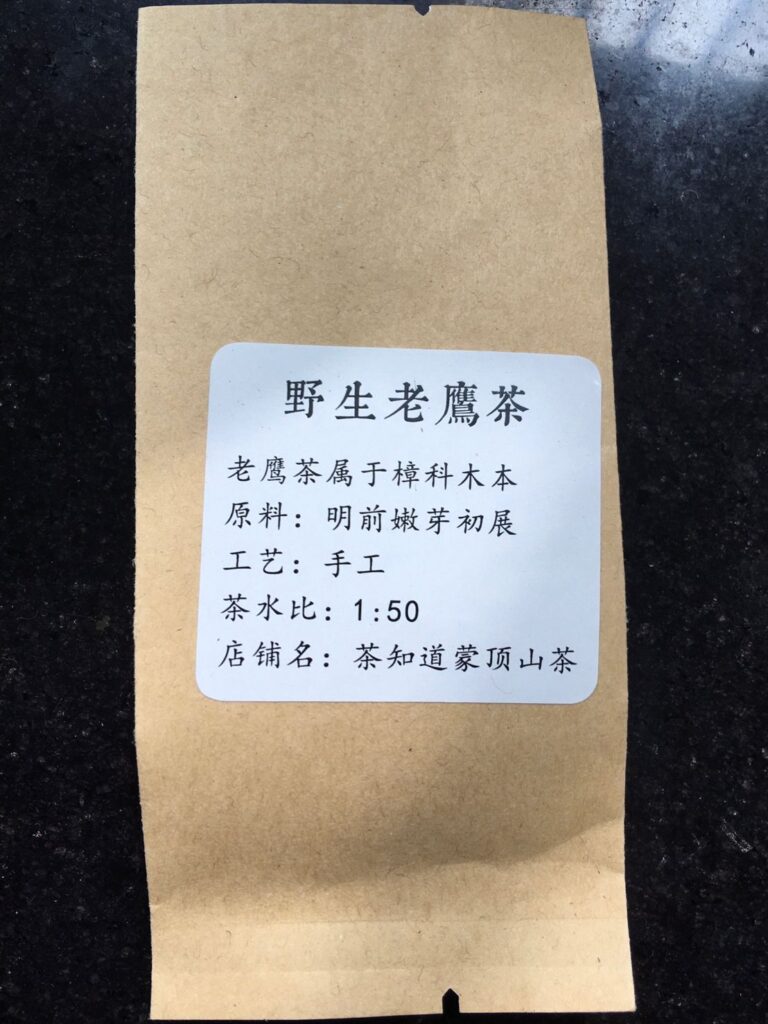 野生老鷹茶
老鹰茶属于樟科木本
原料：明前嫩芽初展
工艺：手工
茶水比：1:50
店铺名：茶知道蒙顶山茶